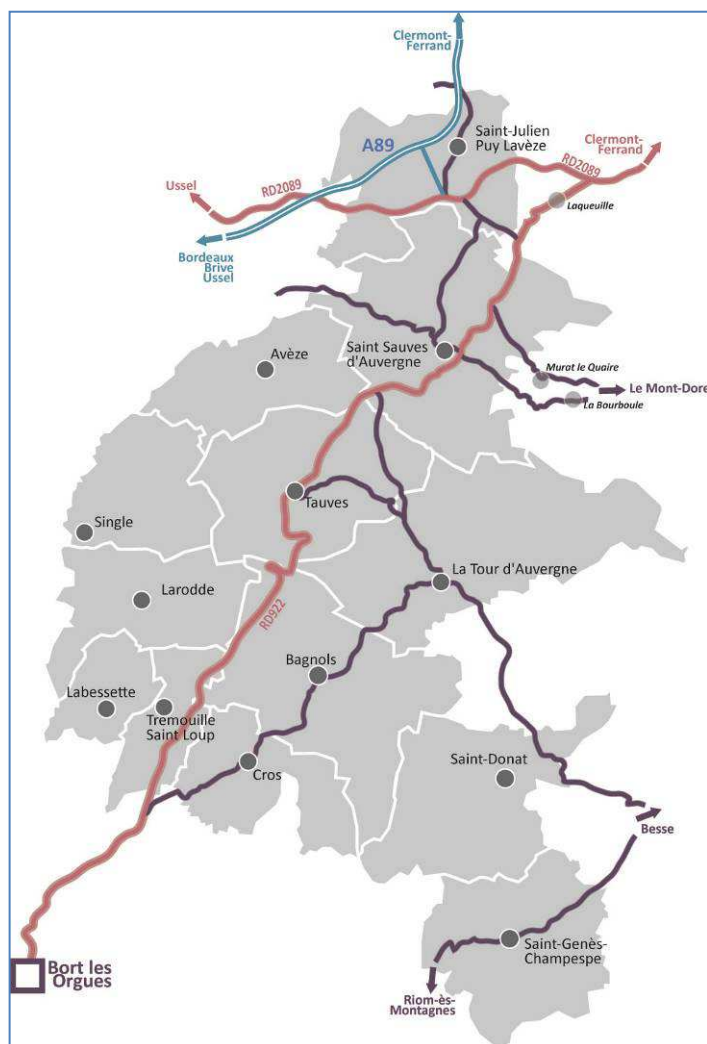 Clermont-
Ferrand
Saint-Julien
Puy Lavèze
A89
Clermont-
Ferrand
RD2089
RD2089
Ussel
Laqueuille
Bordeaux
Brive
Ussel
Saint Sauves
d'Auvergne
Avèze
Murat le Quaire
Le Mont-Dore
La Bourboule
Tauves
Single
La Tour d'Auvergne
Larodde
RD922
Bagnols
Labessette
Tremouille
Saint Loup
Cros
Saint-Donat
Besse
Saint-Genès-
Champespe
Bort les
Orgues
Riom-ès-
Montagnes